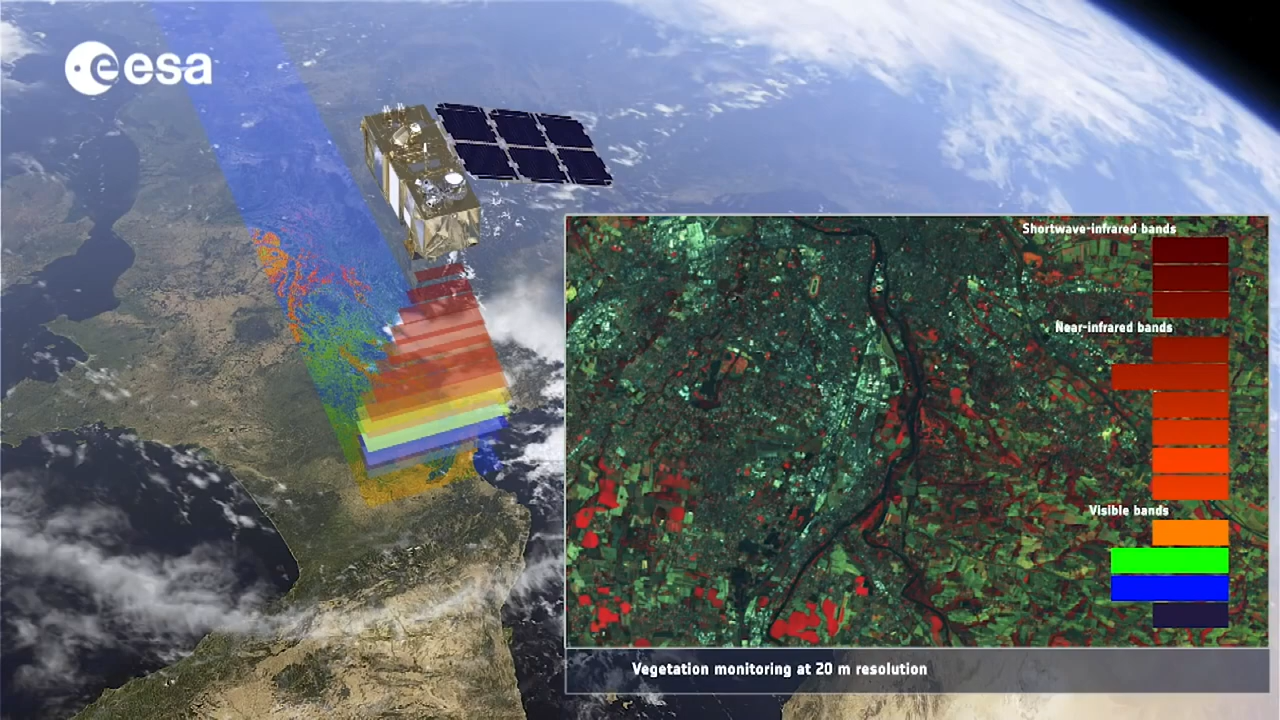 esa
Shortwave-infrared bands
Near-infrared bands
Visible bands
Vegetation monitoring at 20 m resolution